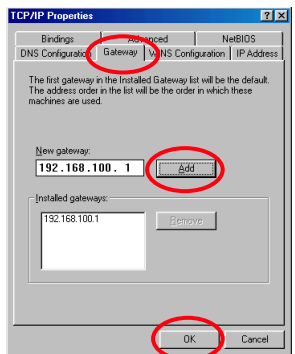 TCP/IP Properties
Bindings Advanced NetBIOS
DNS Configuration Gateway WINS Configuration IP Address
The first gateway in the Installed Gateway list will be the default.
The address order in the list will be the order in which these
machines are used.
New gateway:
192.168.100. 1 Add
Installed gateways:
192.168.100.1 Remove
OK Cancel